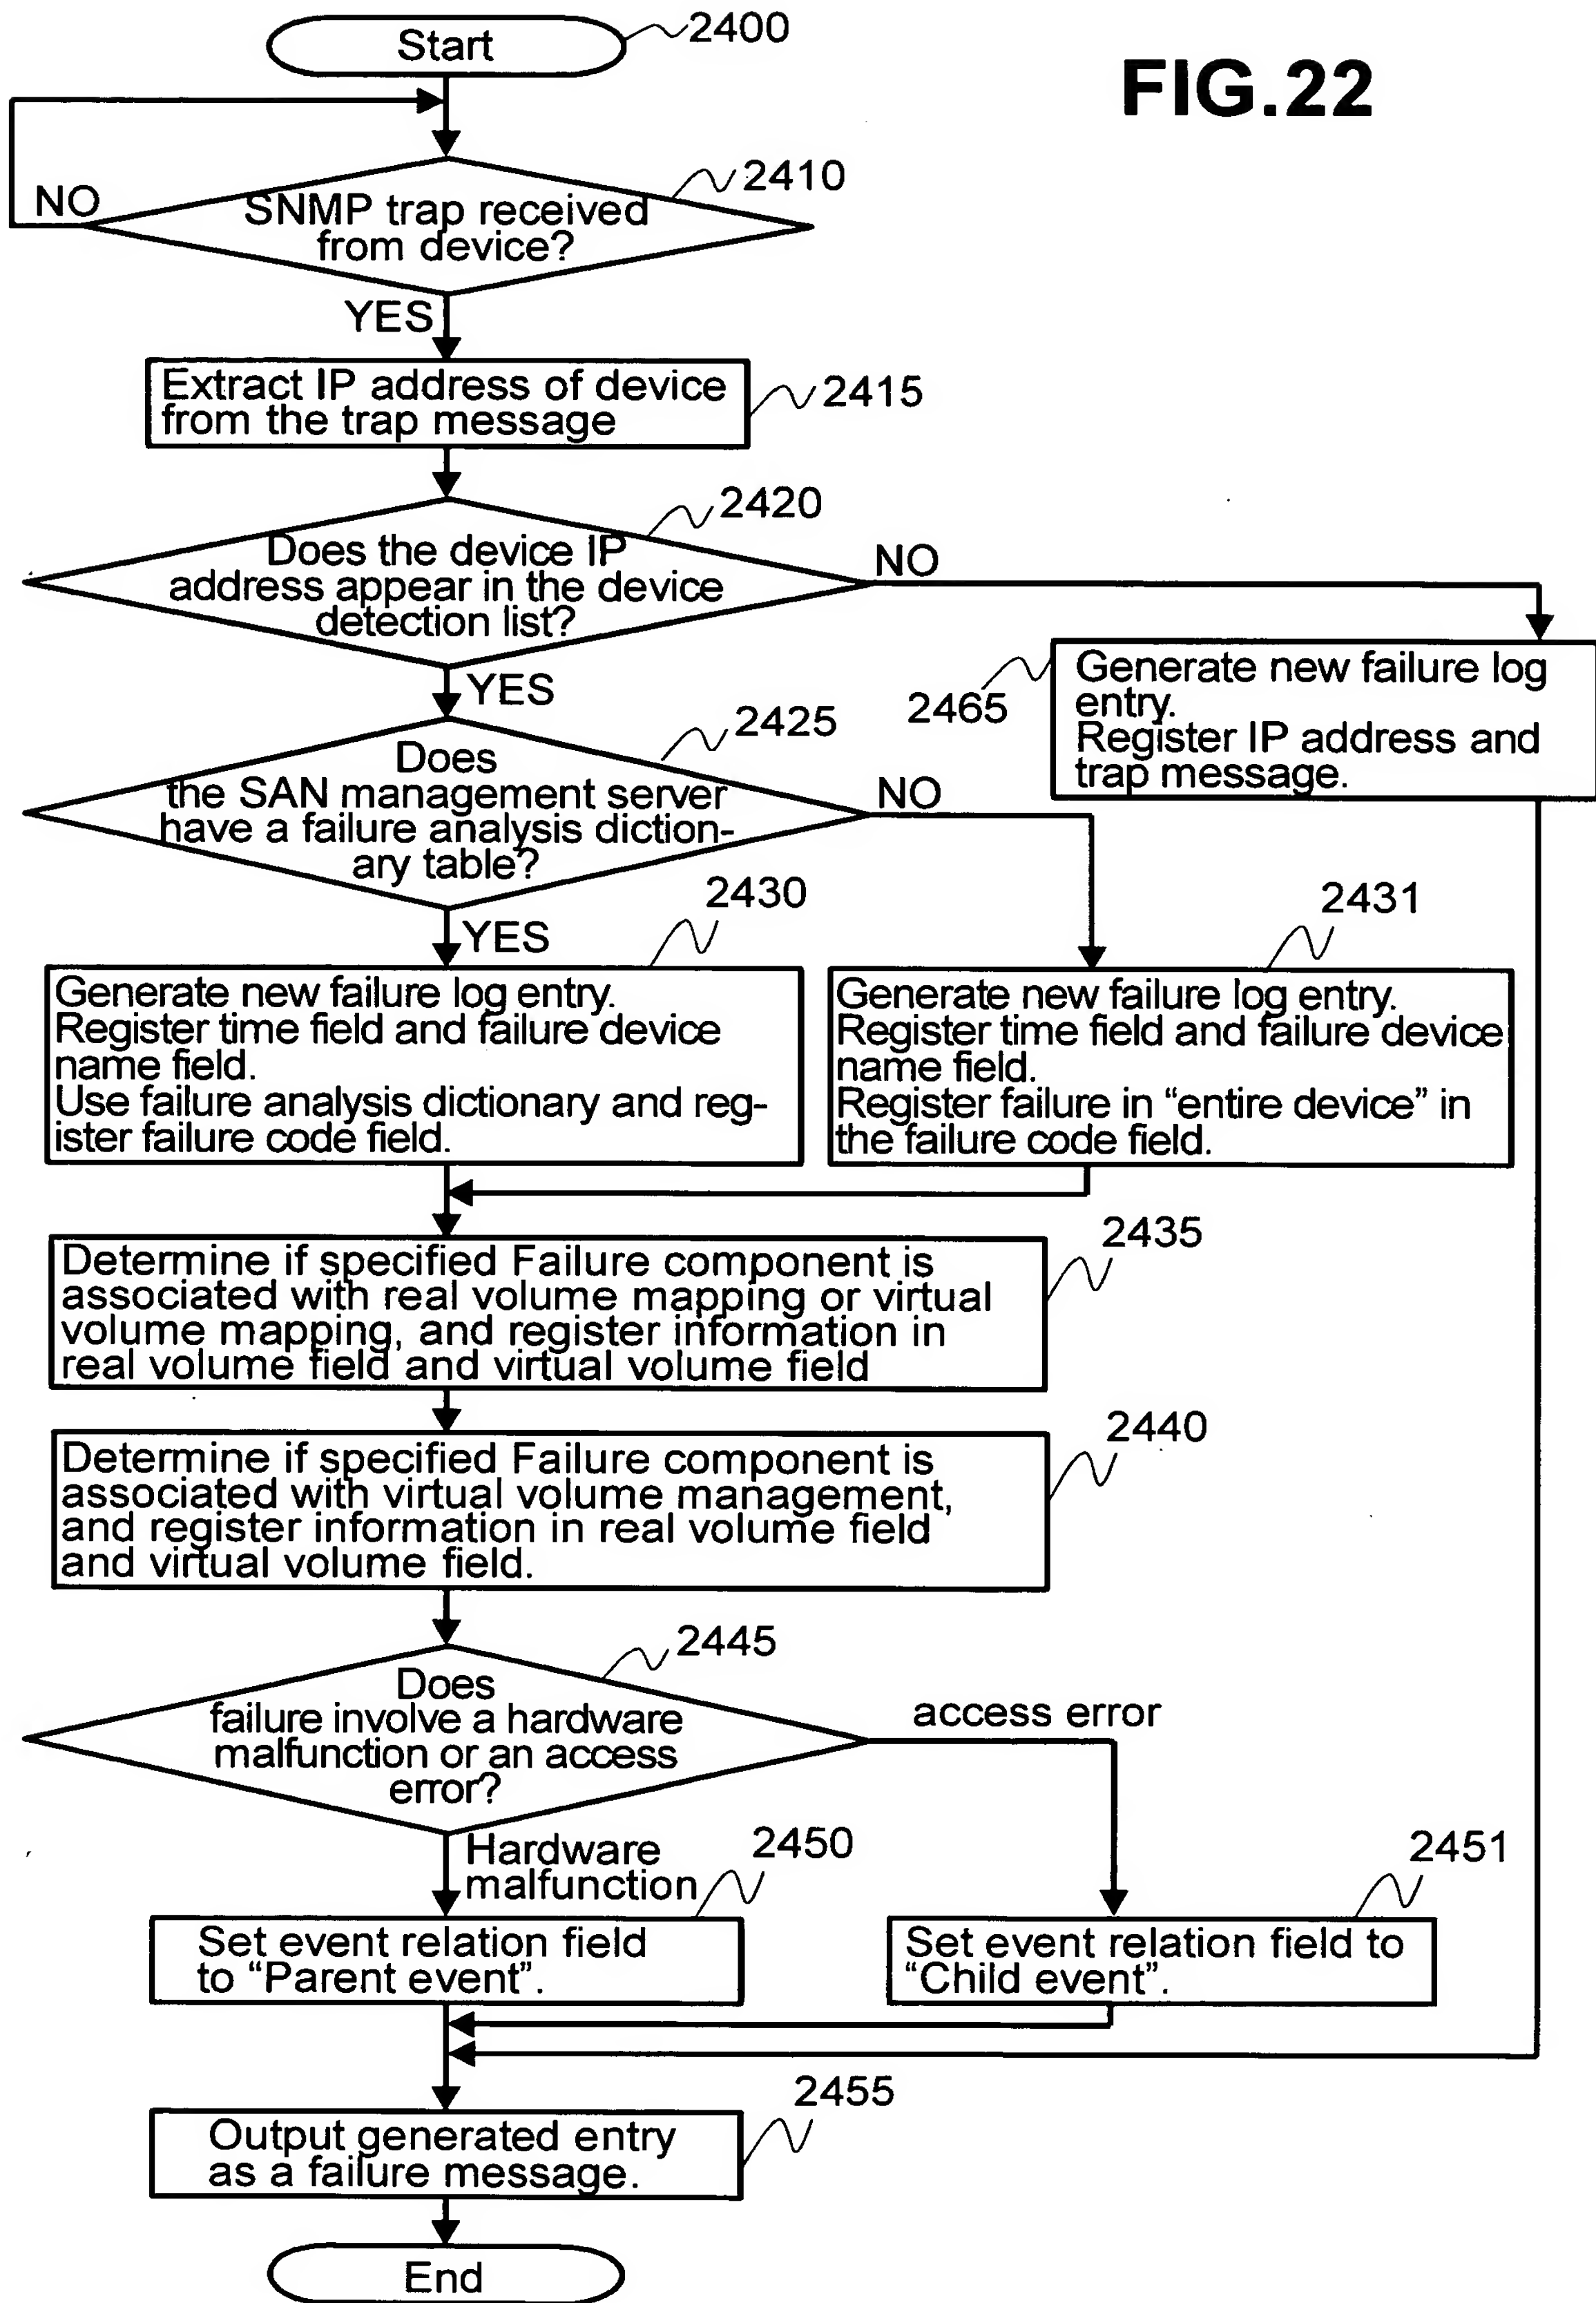 Start
2400
FIG.22
2410
NO
SNMP trap received
from device?
YES
Extract IP address of device
from the trap message
2415
2420
Does the device IP
address appear in the device
detection list?
NO
YES
2465
Generate new failure log
entry.
Register IP address and
trap message.
2425
Does
the SAN management server
have a failure analysis diction-
ary table?
NO
YES
2430
2431
Generate new failure log entry.
Register time field and failure device
name field.
Use failure analysis dictionary and reg-
ister failure code field.
Generate new failure log entry.
Register time field and failure device
name field.
Register failure in “entire device” in
the failure code field.
2435
Determine if specified Failure component is
associated with real volume mapping or virtual
volume mapping, and register information in
real volume field and virtual volume field
2440
Determine if specified Failure component is
associated with virtual volume management,
and register information in real volume field
and virtual volume field.
2445
Does
failure involve a hardware
malfunction or an access
error?
access error
Hardware
malfunction
2450
2451
Set event relation field
to “Parent event”.
Set event relation field to
“Child event”.
2455
Output generated entry
as a failure message.
End